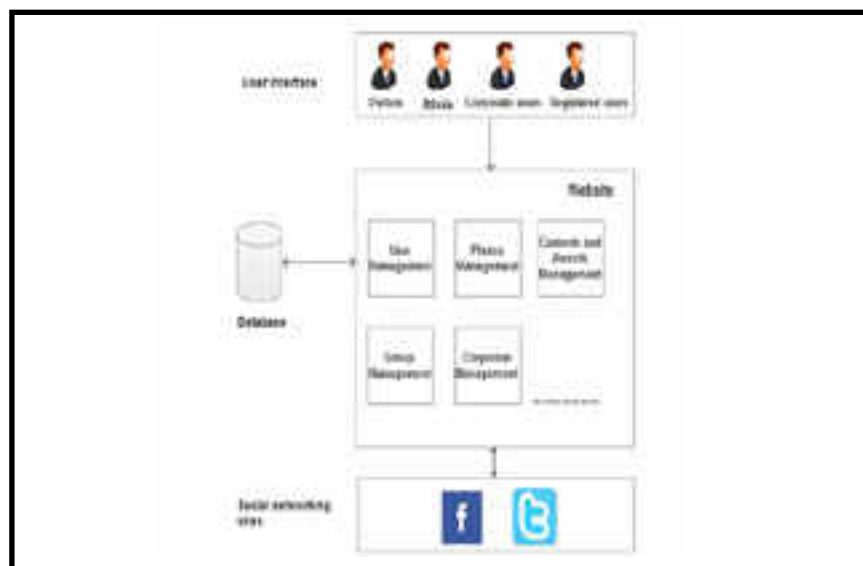 User Interface
Admin
Corporate users
Registered users
Website
User
Management
Photos
Management
Contests and
Awards
Management
Database
Group
Management
Corporate
Management
Social networking
sites